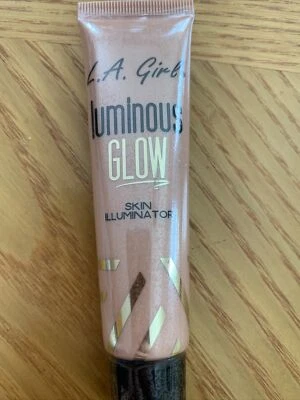 L.A. Girl
luminous
GLOW
SKIN
ILLUMINATOR